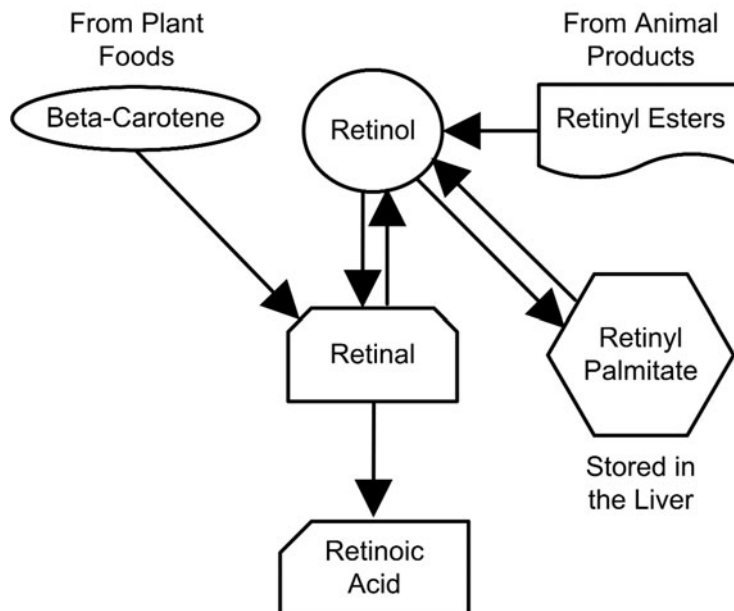 From Plant
Foods
Beta-Carotene
Retinol
From Animal
Products
Retinyl Esters
Retinal
Retinyl
Palmitate
Stored in
the Liver
Retinoic
Acid